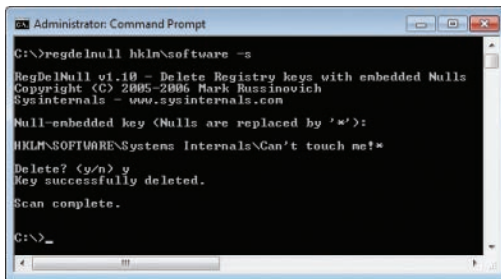 Administrator: Command Prompt
C:\>regdelnull hklm\software -s
RegDelNull v1.10 - Delete Registry keys with embedded Nulls
Copyright (C) 2005-2006 Mark Russinovich
Sysinternals - www.sysinternals.com
Null-embedded key (Nulls are replaced by '*'):
HKLM\SOFTWARE\Systems Internals\Can't touch me!*
Delete? (y/n) y
Key successfully deleted.
Scan complete.
C:\>_